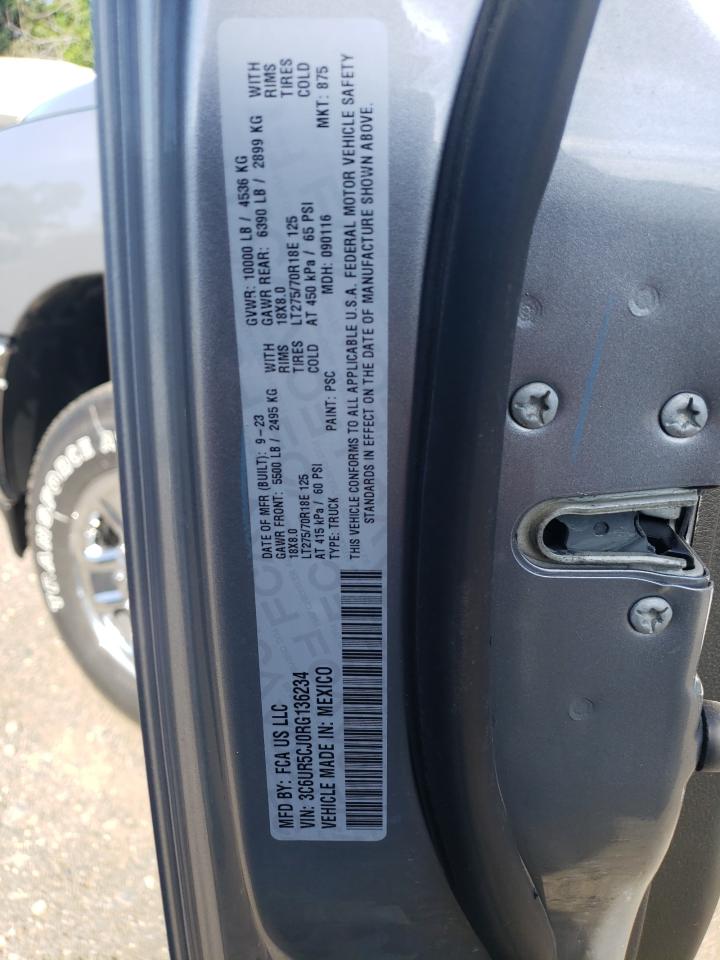 MFD BY: FCA US LLC
VIN: 3C6UR5CJ0RG136234
VEHICLE MADE IN: MEXICO
DATE OF MFR (BUILT): 9-23
GVWR: 10000 LB / 4536 KG
GAWR FRONT: 5500 LB / 2495 KG WITH
GAWR REAR: 6390 LB / 2899 KG WITH
18X8.0 RIMS
18X8.0 RIMS
LT275/70R18E 125 TIRES
LT275/70R18E 125 TIRES
AT 415 kPa / 60 PSI COLD
AT 450 kPa / 65 PSI COLD
TYPE: TRUCK PAINT: PSC MDH: 090116 MKT: 875
THIS VEHICLE CONFORMS TO ALL APPLICABLE U.S.A. FEDERAL MOTOR VEHICLE SAFETY
STANDARDS IN EFFECT ON THE DATE OF MANUFACTURE SHOWN ABOVE.
TRANSFORCE